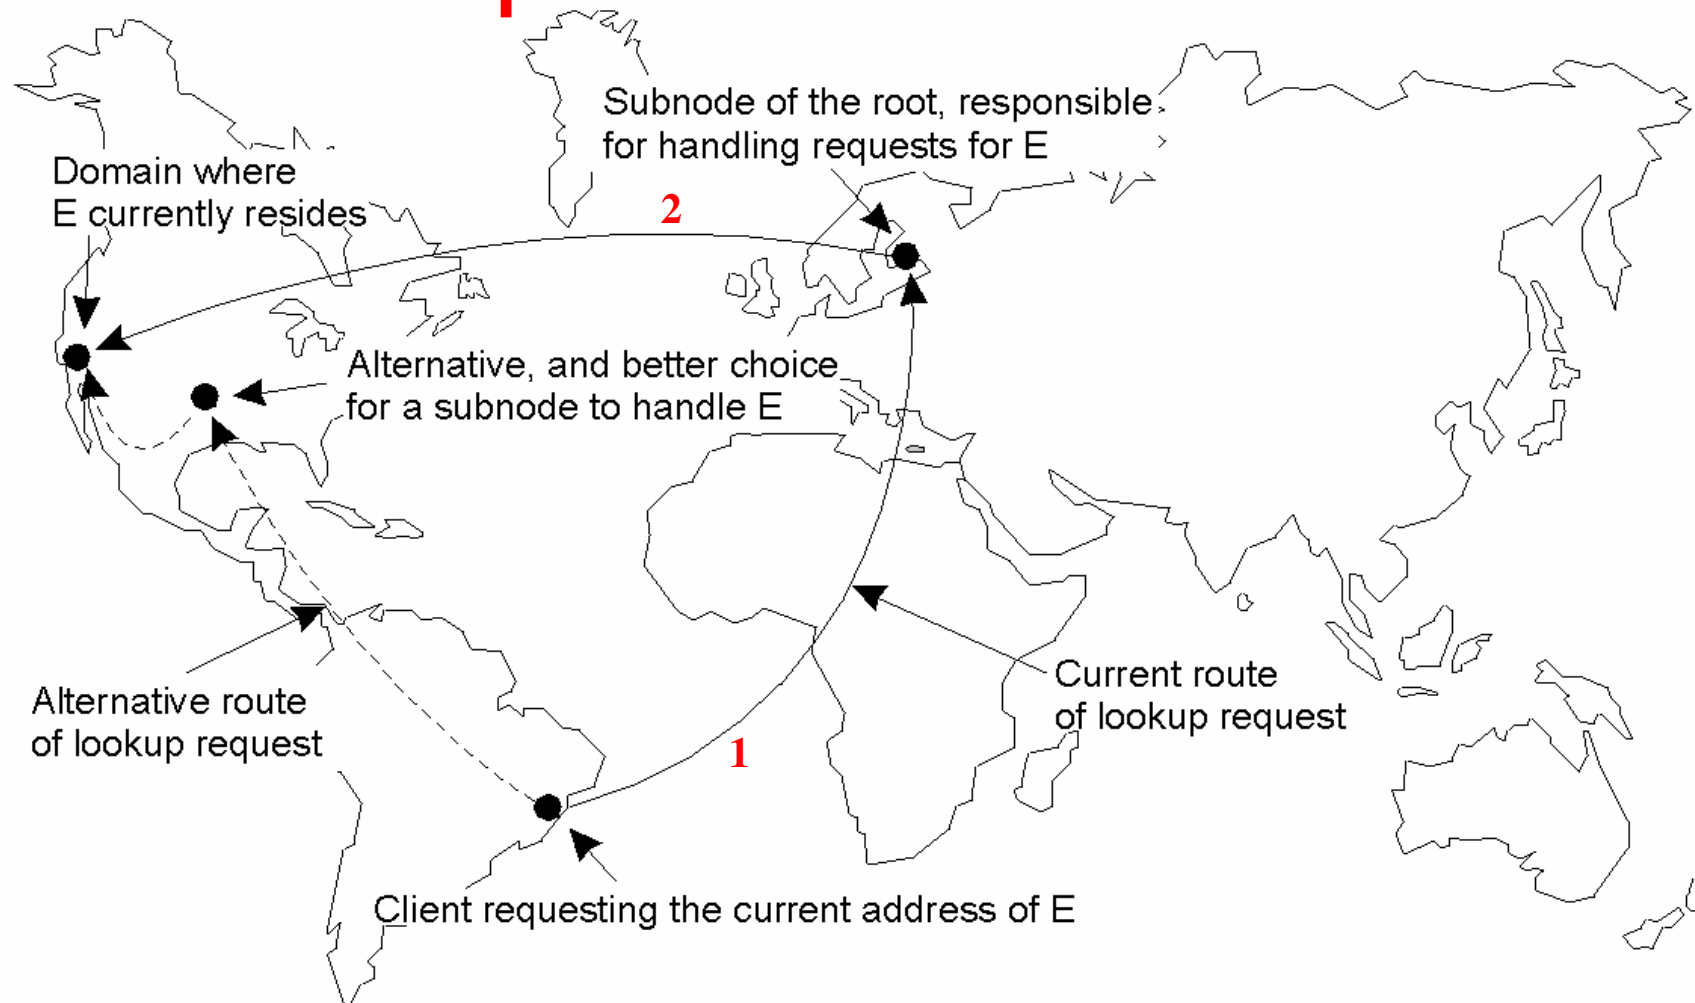 Subnode of the root, responsible
for handling requests for E
Domain where
E currently resides
2
Alternative, and better choice
for a subnode to handle E
Current route
of lookup request
Alternative route
of lookup request
1
Client requesting the current address of E